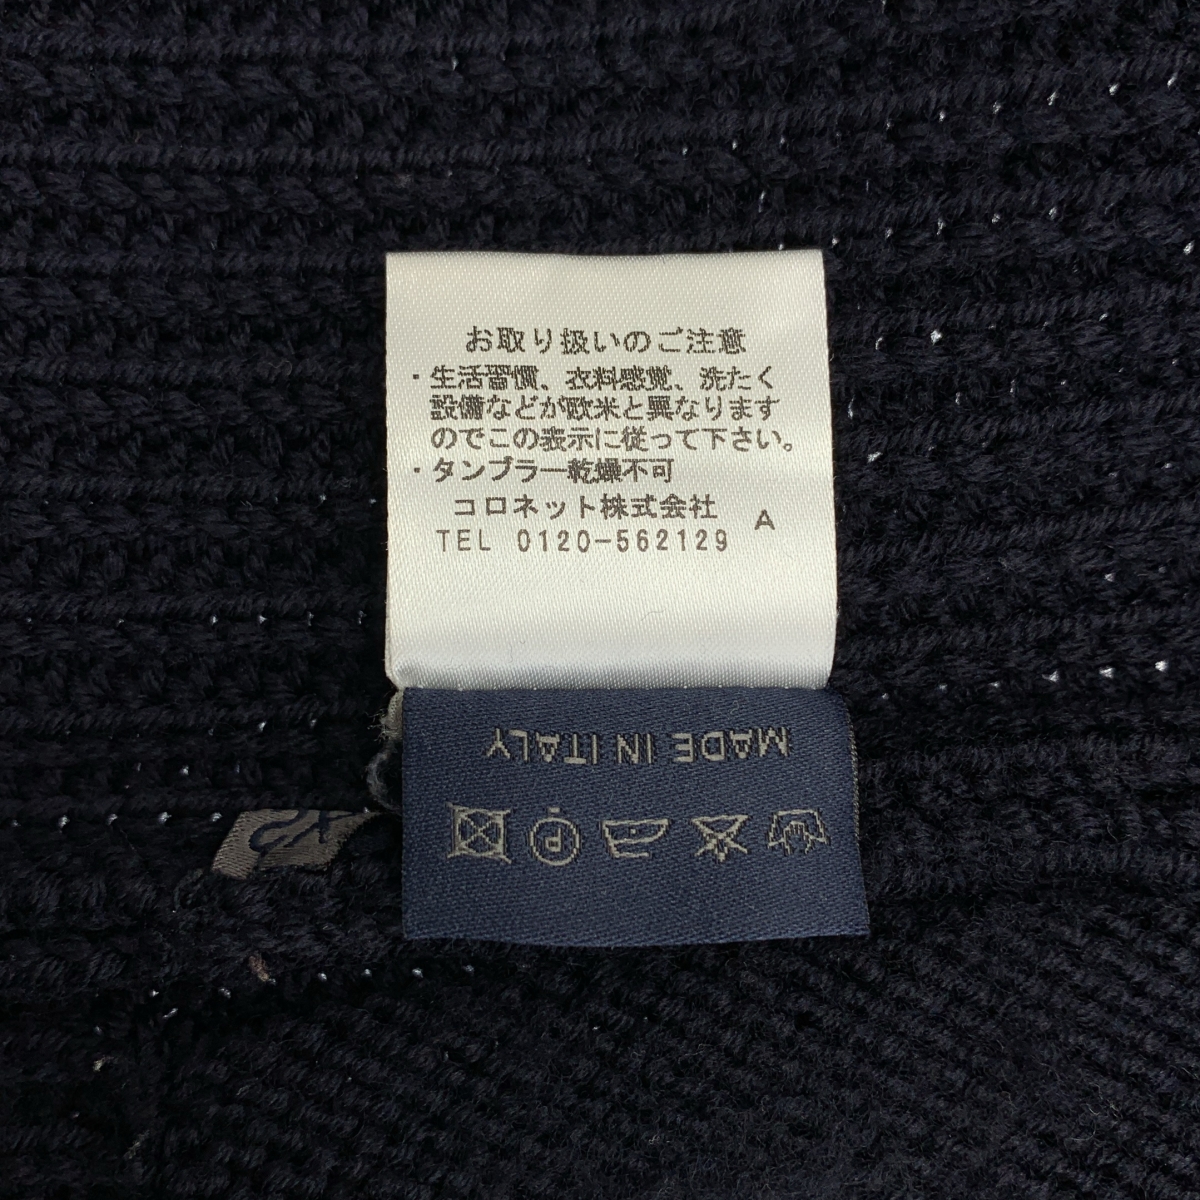 お取り扱いのご注意
・生活習慣、衣料感覚、洗たく
設備などが欧米と異なります
のでこの表示に従って下さい。
・タンブラー乾燥不可
コロネット株式会社
A
TEL 0120-562129
MADE IN ITALY
P